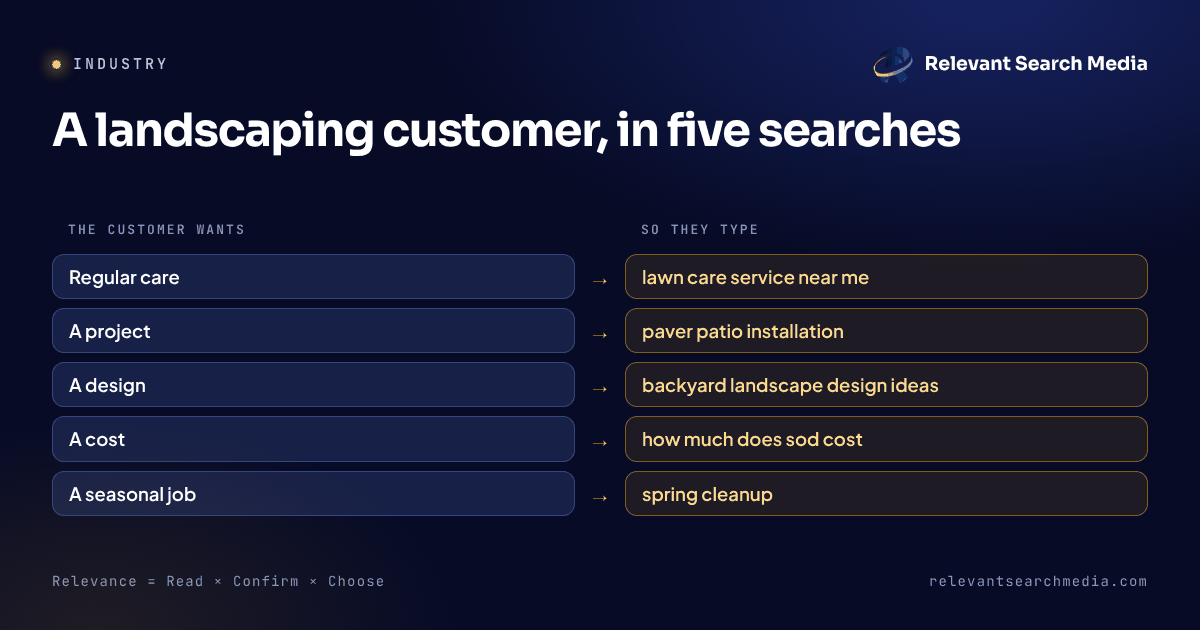 INDUSTRY
Relevant Search Media
A landscaping customer, in five searches
THE CUSTOMER WANTS
SO THEY TYPE
Regular care → lawn care service near me
A project → paver patio installation
A design → backyard landscape design ideas
A cost → how much does sod cost
A seasonal job → spring cleanup
Relevance = Read × Confirm × Choose
relevantsearchmedia.com